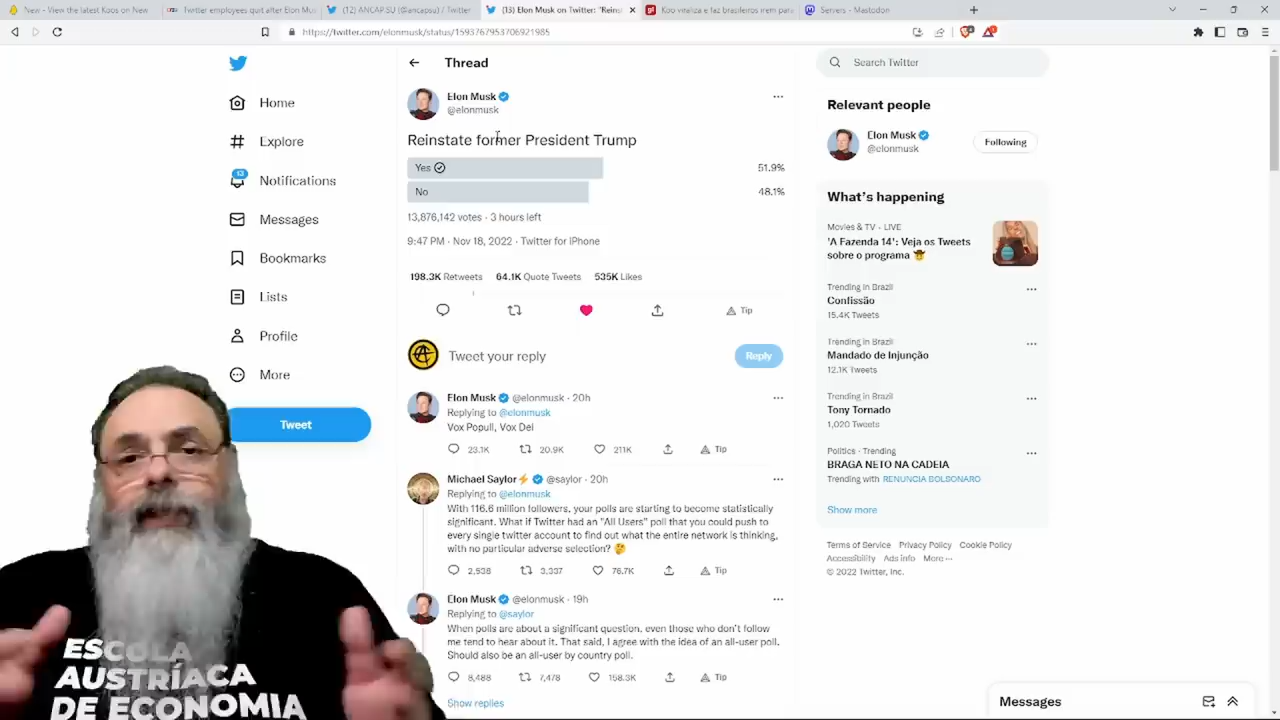 New - View the latest Koos on New
Twitter employees quit after Elon Mus
(12) ANCAP.SU (@ancapsu) / Twitter
(13) Elon Musk on Twitter: "Reins
Koo viraliza e faz brasileiros nem para
Servers - Mastodon
https://twitter.com/elonmusk/status/1593767953706921985
Home
Explore
13
Notifications
Messages
Bookmarks
Lists
Profile
More
Tweet
Thread
Elon Musk
@elonmusk
Reinstate former President Trump
Yes 51.9%
No 48.1%
13,876,142 votes · 3 hours left
9:47 PM · Nov 18, 2022 · Twitter for iPhone
198.3K Retweets 64.1K Quote Tweets 535K Likes
Tip
Tweet your reply
Reply
Elon Musk @elonmusk · 20h
Replying to @elonmusk
Vox Populi, Vox Dei
23.1K 20.9K 211K Tip
Michael Saylor⚡ @saylor · 20h
Replying to @elonmusk
With 116.6 million followers, your polls are starting to become statistically
significant. What if Twitter had an "All Users" poll that you could push to
every single twitter account to find out what the entire network is thinking,
with no particular adverse selection? 🤔
2,538 3,337 76.7K Tip
Elon Musk @elonmusk · 19h
Replying to @saylor
When polls are about a significant question, even those who don't follow
me tend to hear about it. That said, I agree with the idea of an all-user poll.
Should also be an all-user by country poll.
8,488 7,478 158.3K Tip
Show replies
Search Twitter
Relevant people
Elon Musk
@elonmusk
Following
What's happening
Movies & TV · LIVE
'A Fazenda 14': Veja os Tweets
sobre o programa 🤠
Trending in Brazil
Confissão
15.4K Tweets
Trending in Brazil
Mandado de Injunção
12.1K Tweets
Trending in Brazil
Tony Tornado
1,020 Tweets
Politics · Trending
BRAGA NETO NA CADEIA
Trending with RENUNCIA BOLSONARO
Show more
Terms of Service Privacy Policy Cookie Policy
Accessibility Ads info More ···
© 2022 Twitter, Inc.
Messages
ESCOLA
AUSTRÍACA
DE ECONOMIA